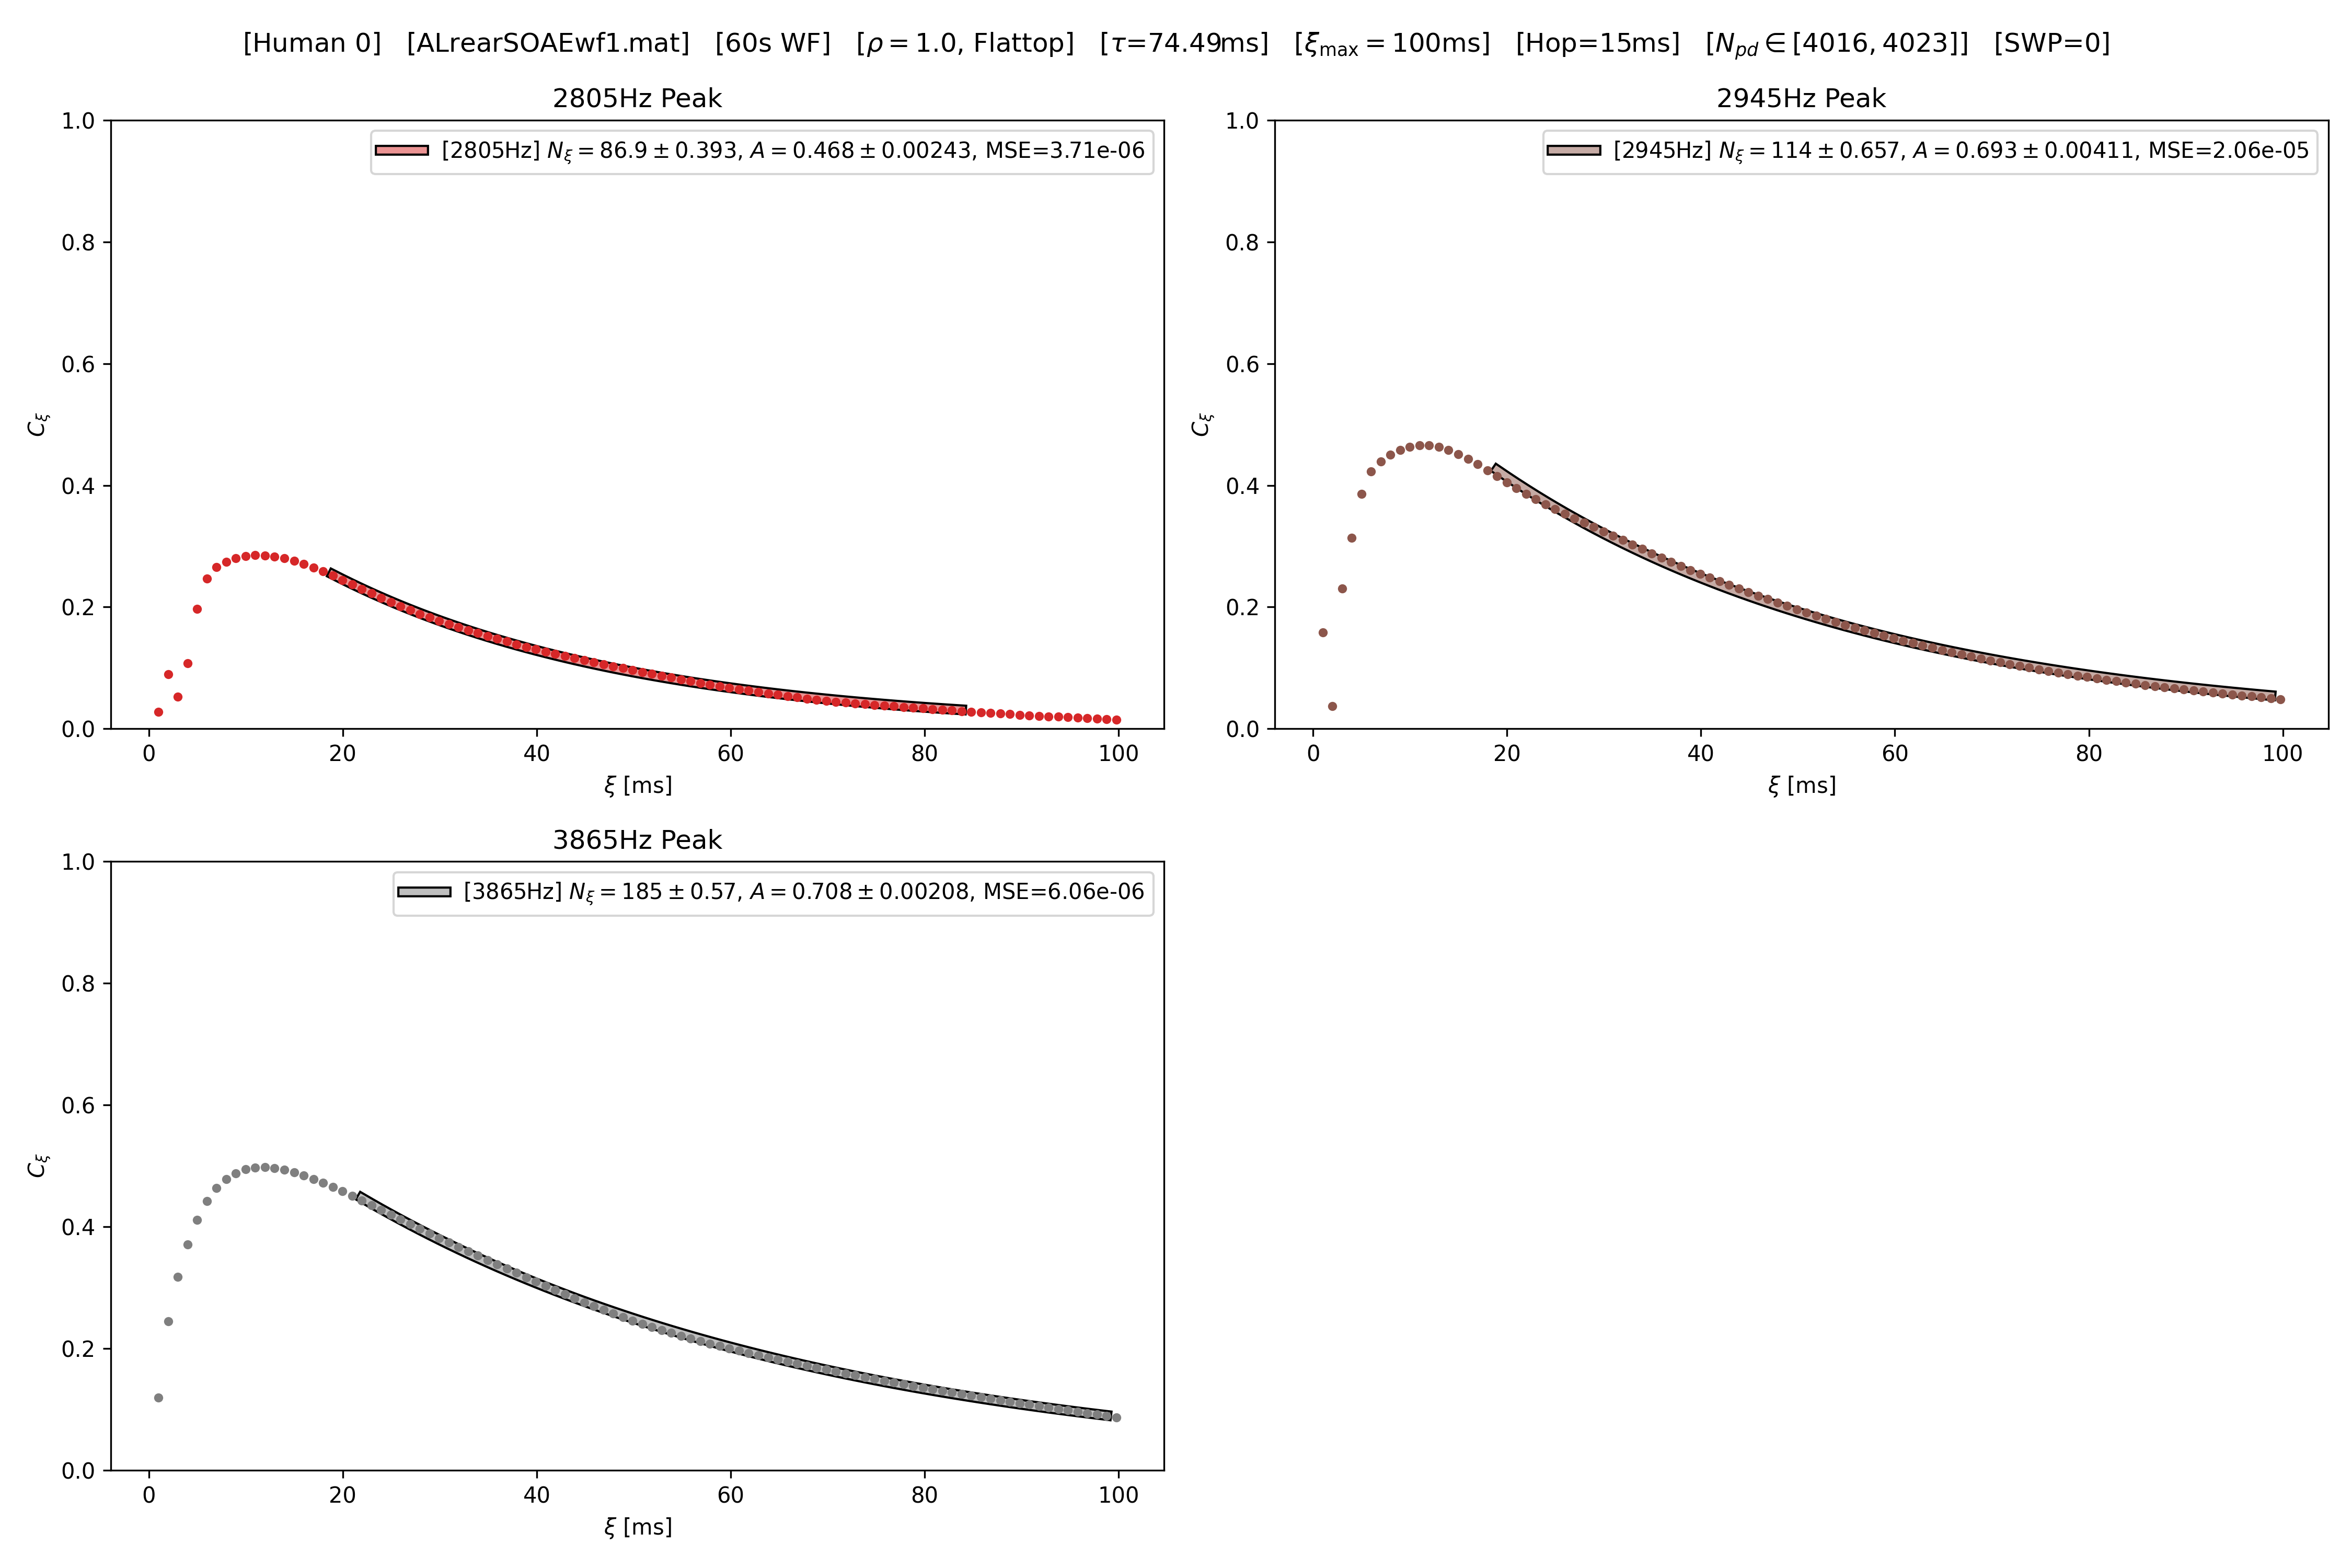 [Human 0] [ALrearSOAEwf1.mat] [60s WF] [ρ = 1.0, Flattop] [τ=74.49ms] [ξmax = 100ms] [Hop=15ms] [Npd ∈ [4016, 4023]] [SWP=0]
2805Hz Peak
[2805Hz] Nξ = 86.9 ± 0.393, A = 0.468 ± 0.00243, MSE=3.71e-06
1.0
0.8
0.6
0.4
0.2
0.0
Cξ
0 20 40 60 80 100
ξ [ms]
2945Hz Peak
[2945Hz] Nξ = 114 ± 0.657, A = 0.693 ± 0.00411, MSE=2.06e-05
1.0
0.8
0.6
0.4
0.2
0.0
Cξ
0 20 40 60 80 100
ξ [ms]
3865Hz Peak
[3865Hz] Nξ = 185 ± 0.57, A = 0.708 ± 0.00208, MSE=6.06e-06
1.0
0.8
0.6
0.4
0.2
0.0
Cξ
0 20 40 60 80 100
ξ [ms]